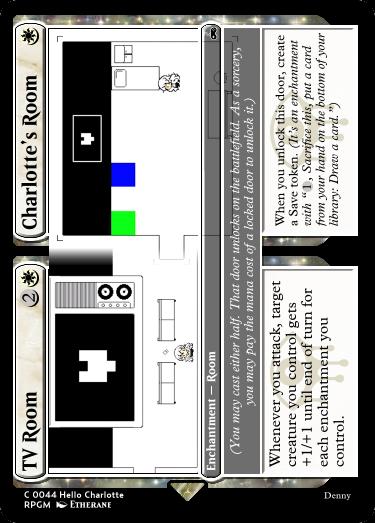 TV Room 2
Charlotte's Room
Enchantment — Room
(You may cast either half. That door unlocks on the battlefield. As a sorcery,
you may pay the mana cost of a locked door to unlock it.)
Whenever you attack, target
creature you control gets
+1/+1 until end of turn for
each enchantment you
control.
When you unlock this door, create
a Save token. (It's an enchantment
with "1, Sacrifice this, put a card
from your hand on the bottom of your
library: Draw a card.")
C 0044 Hello Charlotte
RPGM ETHERANE
Denny